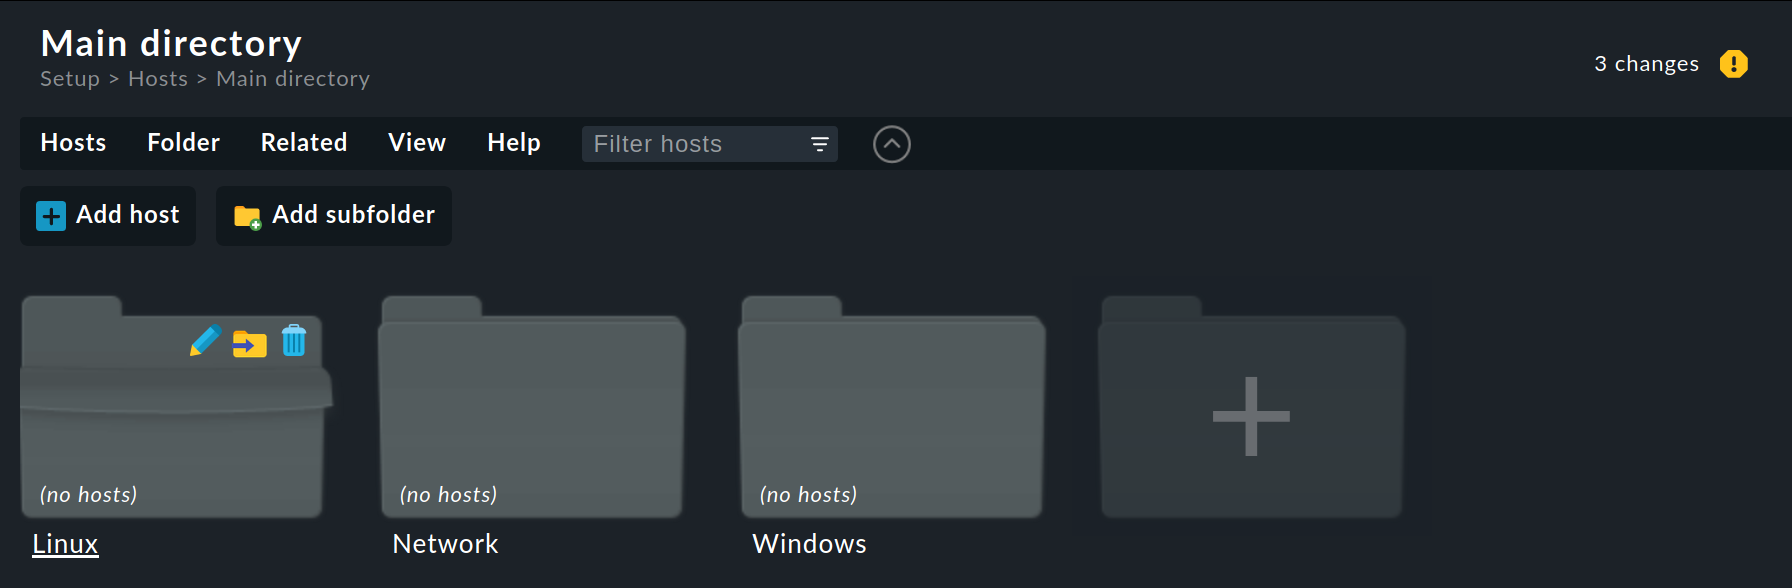 Main directory
Setup > Hosts > Main directory
3 changes
Hosts Folder Related View Help Filter hosts
Add host Add subfolder
(no hosts) (no hosts) (no hosts)
Linux Network Windows